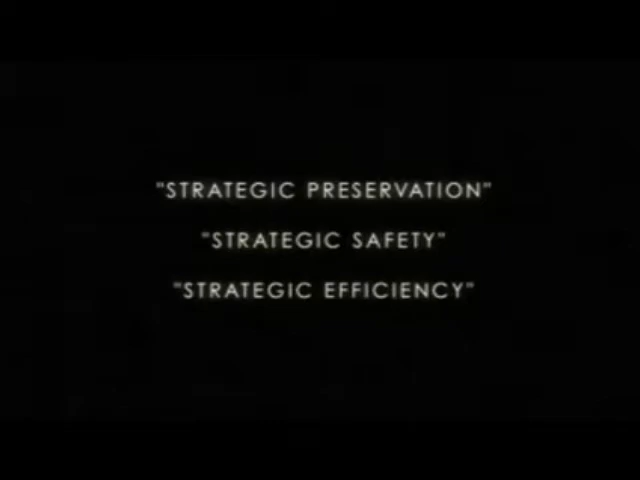 "STRATEGIC PRESERVATION"
"STRATEGIC SAFETY"
"STRATEGIC EFFICIENCY"